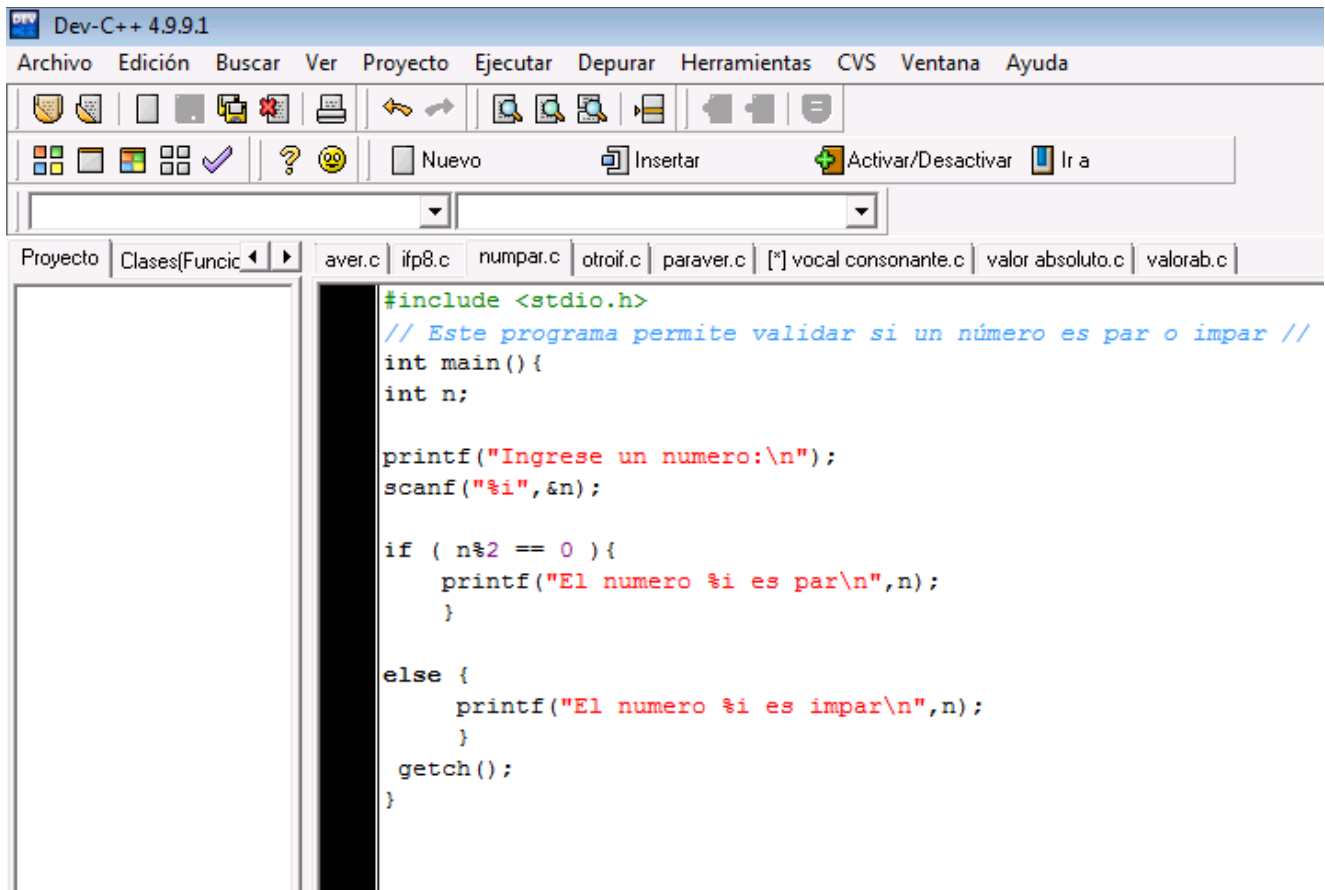 Dev-C++ 4.9.9.1
Archivo Edición Buscar Ver Proyecto Ejecutar Depurar Herramientas CVS Ventana Ayuda
Nuevo Insertar Activar/Desactivar Ir a
Proyecto Clases(Funcic aver.c ifp8.c numpar.c otroif.c paraver.c [*] vocal consonante.c valor absoluto.c valorab.c
#include <stdio.h>
// Este programa permite validar si un número es par o impar //
int main(){
int n;
printf("Ingrese un numero:\n");
scanf("%i",&n);
if ( n%2 == 0 ){
printf("El numero %i es par\n",n);
}
else {
printf("El numero %i es impar\n",n);
}
getch();
}